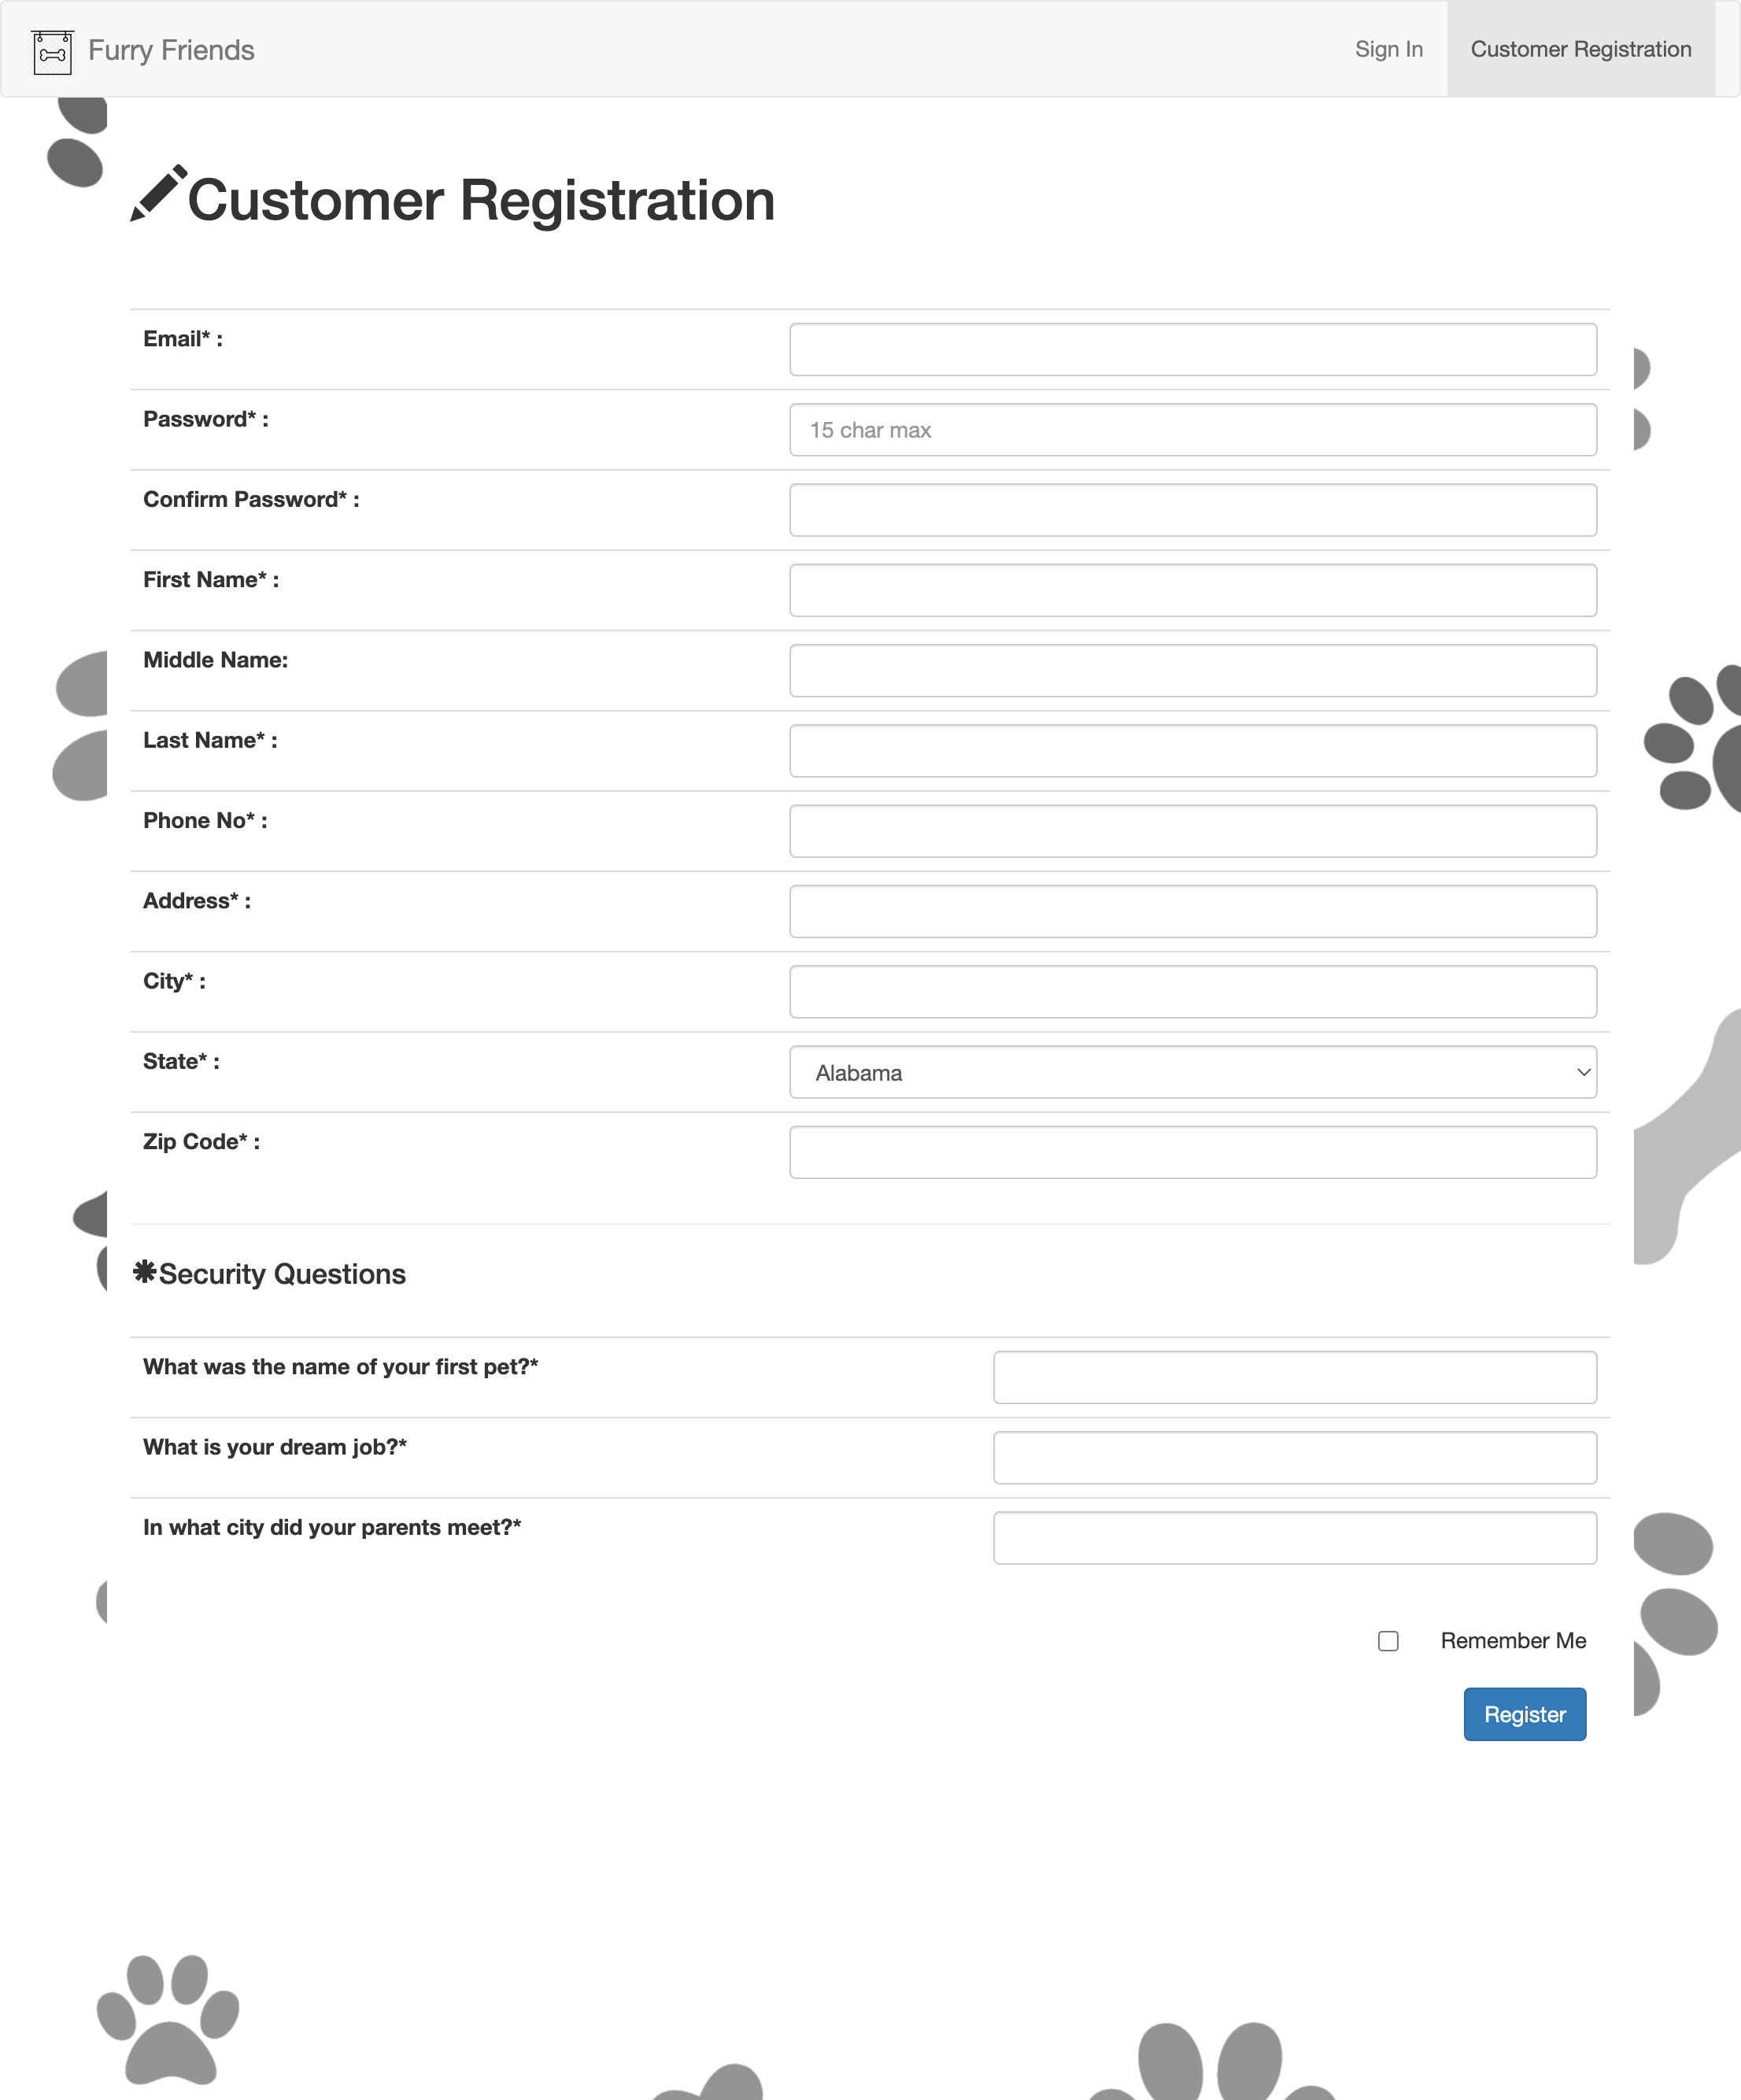 Furry Friends Sign In Customer Registration
Customer Registration
Email* :
Password* : 15 char max
Confirm Password* :
First Name* :
Middle Name:
Last Name* :
Phone No* :
Address* :
City* :
State* : Alabama
Zip Code* :
✱Security Questions
What was the name of your first pet?*
What is your dream job?*
In what city did your parents meet?*
Remember Me
Register